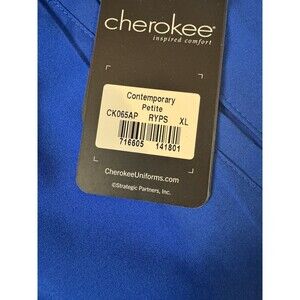 cherokee®
inspired comfort
Contemporary
Petite
CK065AP RYPS XL
716605 141801
CherokeeUniforms.com
©Strategic Partners, Inc.